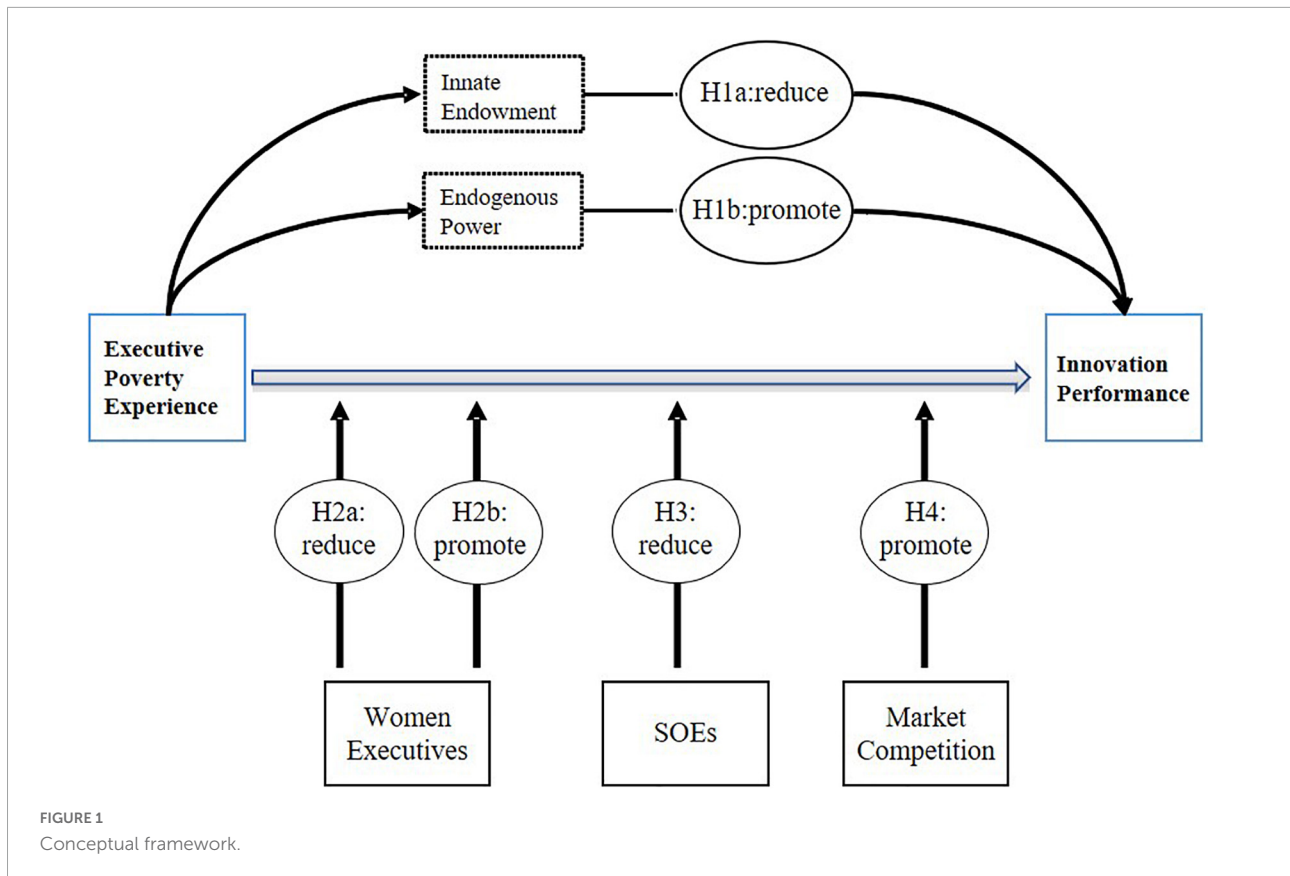 Innate
Endowment
H1a:reduce
Endogenous
Power
H1b:promote
Executive
Poverty
Experience
Innovation
Performance
H2a:
reduce
H2b:
promote
H3:
reduce
H4:
promote
Women
Executives
SOEs
Market
Competition
FIGURE 1
Conceptual framework.